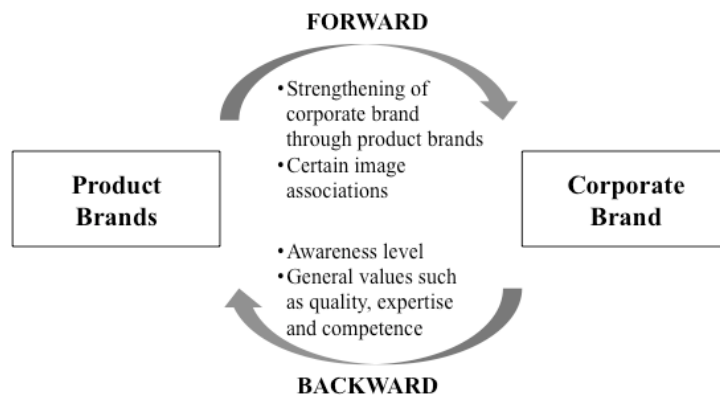 FORWARD
• Strengthening of
corporate brand
through product brands
• Certain image
associations
Product
Brands
Corporate
Brand
• Awareness level
• General values such
as quality, expertise
and competence
BACKWARD